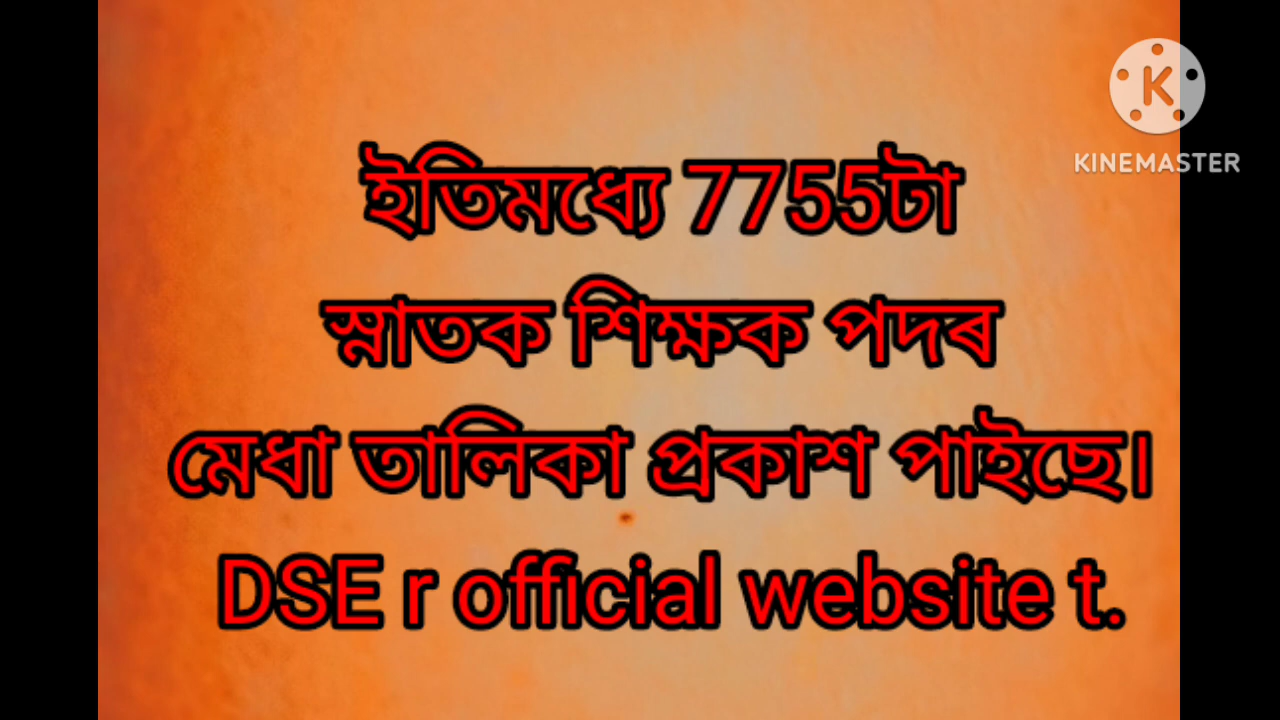 ইতিমধ্যে 7755টা
স্নাতক শিক্ষক পদৰ
মেধা তালিকা প্ৰকাশ পাইছে।
DSE r official website t.
K
KINEMASTER